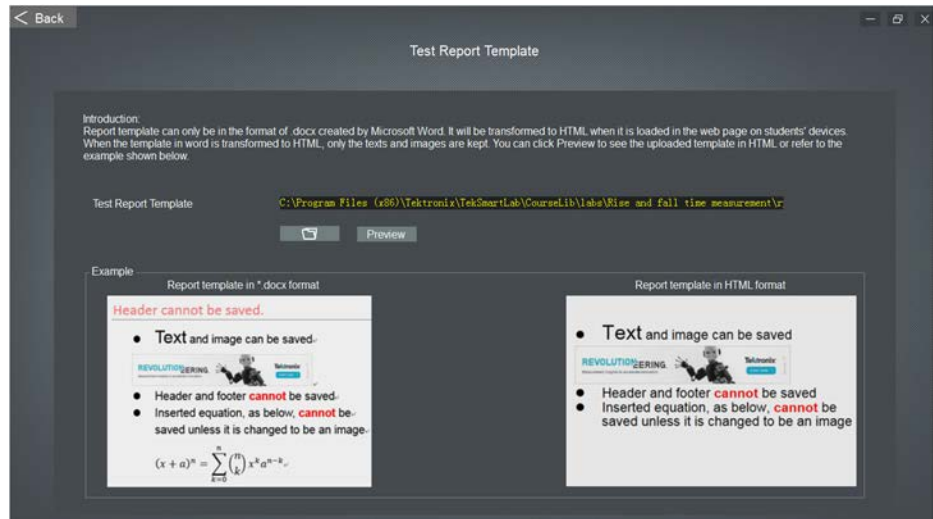 < Back
Test Report Template
Introduction:
Report template can only be in the format of .docx created by Microsoft Word. It will be transformed to HTML when it is loaded in the web page on students' devices.
When the template in word is transformed to HTML, only the texts and images are kept. You can click Preview to see the uploaded template in HTML or refer to the
example shown below.
Test Report Template
C:\Program Files (x86)\Tektronix\TekSmartLab\CourseLib\labs\Rise and fall time measurement\r
Preview
Example
Report template in *.docx format
Header cannot be saved.
● Text and image can be saved
REVOLUTION EERING.
Tektronix
● Header and footer cannot be saved
● Inserted equation, as below, cannot be
saved unless it is changed to be an image
(x + a)^n = ∑_{k=0}^{n} (n k) x^k a^{n−k}
Report template in HTML format
● Text and image can be saved
REVOLUTION EERING.
Tektronix
● Header and footer cannot be saved
● Inserted equation, as below, cannot be
saved unless it is changed to be an image